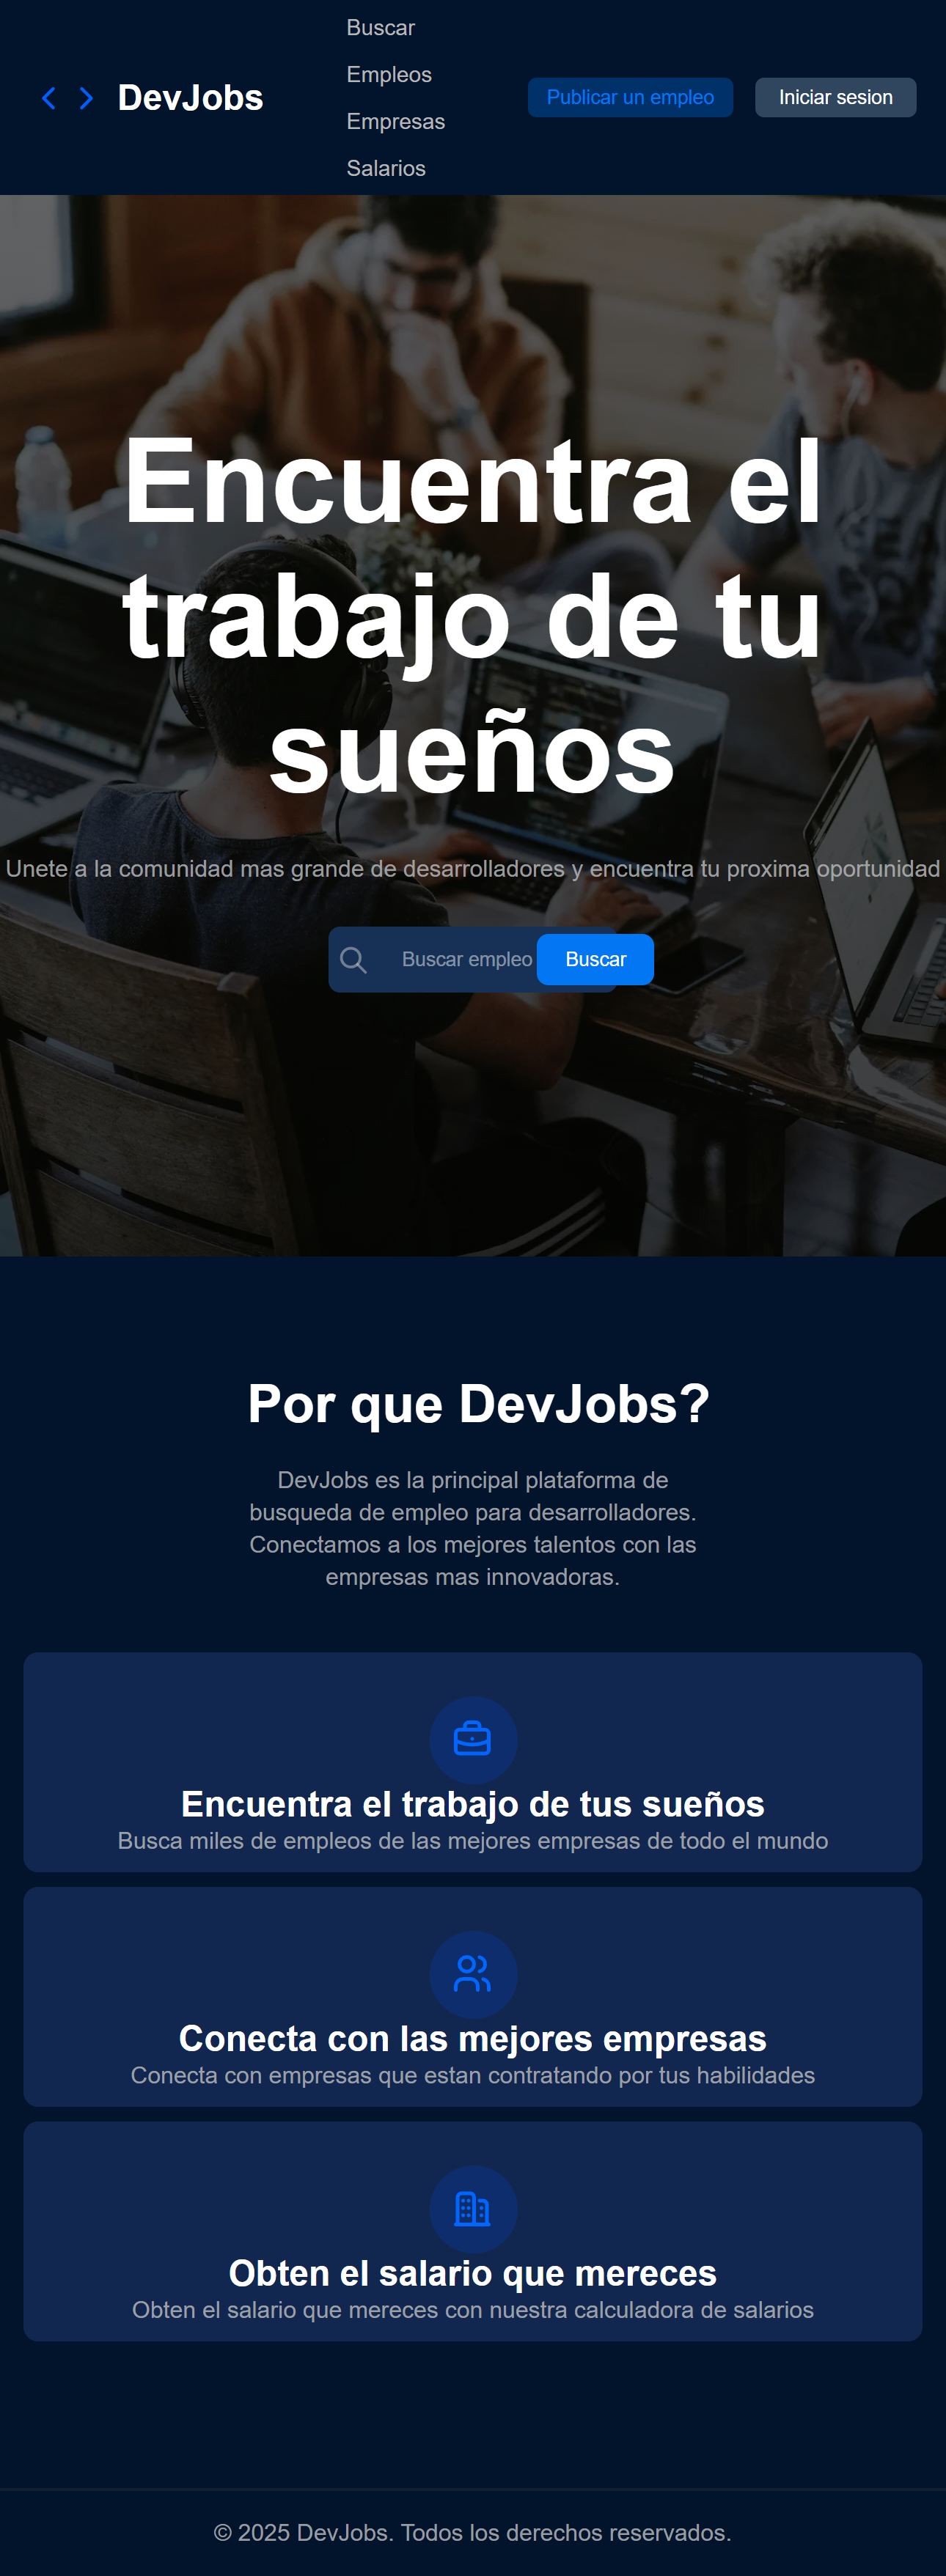 DevJobs
Buscar
Empleos
Empresas
Salarios
Publicar un empleo
Iniciar sesion
Encuentra el
trabajo de tu
sueños
Unete a la comunidad mas grande de desarrolladores y encuentra tu proxima oportunidad
Buscar empleo
Buscar
Por que DevJobs?
DevJobs es la principal plataforma de
busqueda de empleo para desarrolladores.
Conectamos a los mejores talentos con las
empresas mas innovadoras.
Encuentra el trabajo de tus sueños
Busca miles de empleos de las mejores empresas de todo el mundo
Conecta con las mejores empresas
Conecta con empresas que estan contratando por tus habilidades
Obten el salario que mereces
Obten el salario que mereces con nuestra calculadora de salarios
© 2025 DevJobs. Todos los derechos reservados.